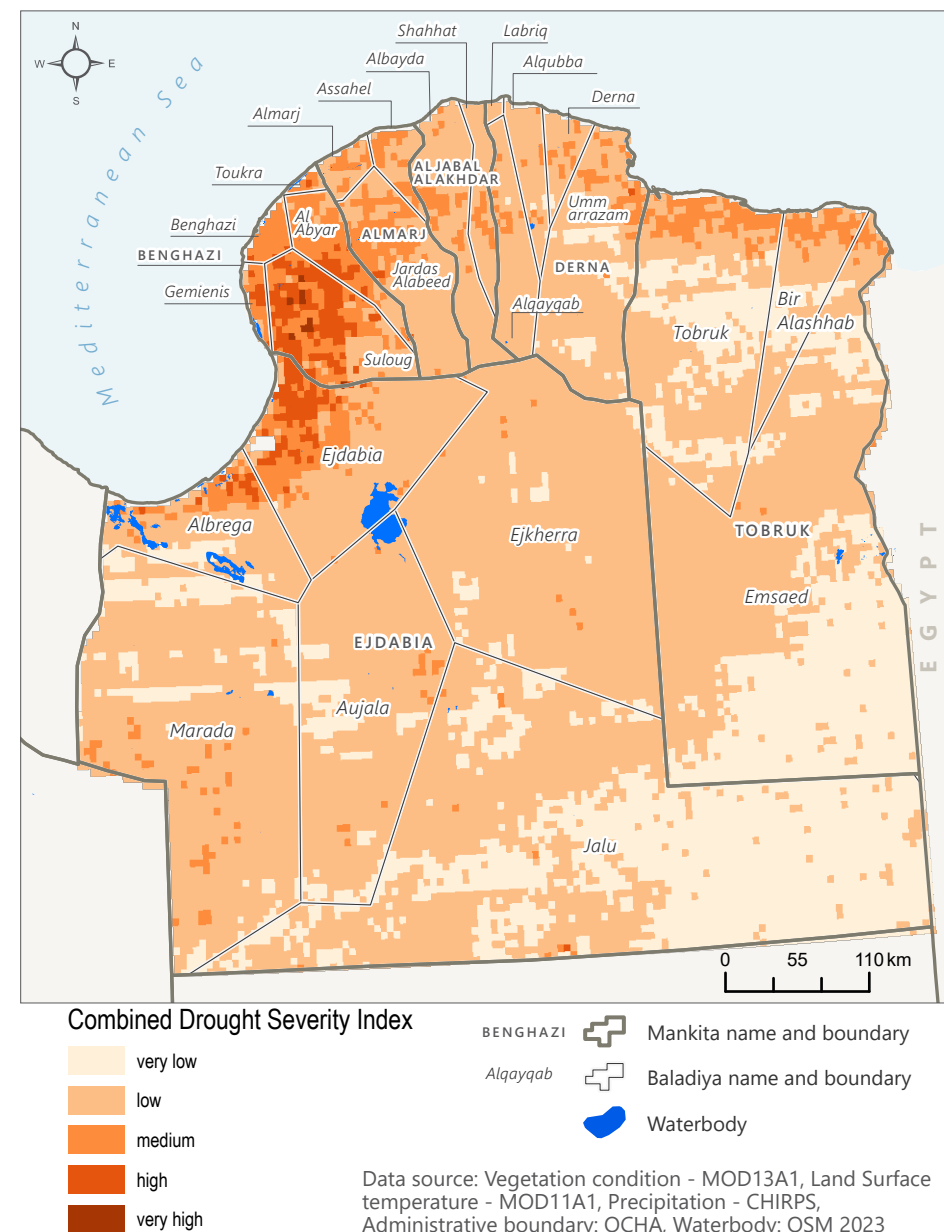 N
W
E
S
Mediterranean Sea
Shahhat
Labriq
Albayda
Alqubba
Assahel
Derna
Almarj
Toukra
AL JABAL
AL AKHDAR
Umm
arrazam
Al
Abyar
Benghazi
ALMARJ
BENGHAZI
DERNA
Jardas
Alabeed
Gemienis
Alqayqab
Bir
Alashhab
Tobruk
Suloug
Ejdabia
Albrega
Ejkherra
TOBRUK
EGYPT
Emsaed
EJDABIA
Aujala
Marada
Jalu
0 55 110 km
Combined Drought Severity Index
very low
low
medium
high
very high
BENGHAZI Mankita name and boundary
Alqayqab Baladiya name and boundary
Waterbody
Data source: Vegetation condition - MOD13A1, Land Surface
temperature - MOD11A1, Precipitation - CHIRPS,
Administrative boundary: OCHA, Waterbody: OSM 2023